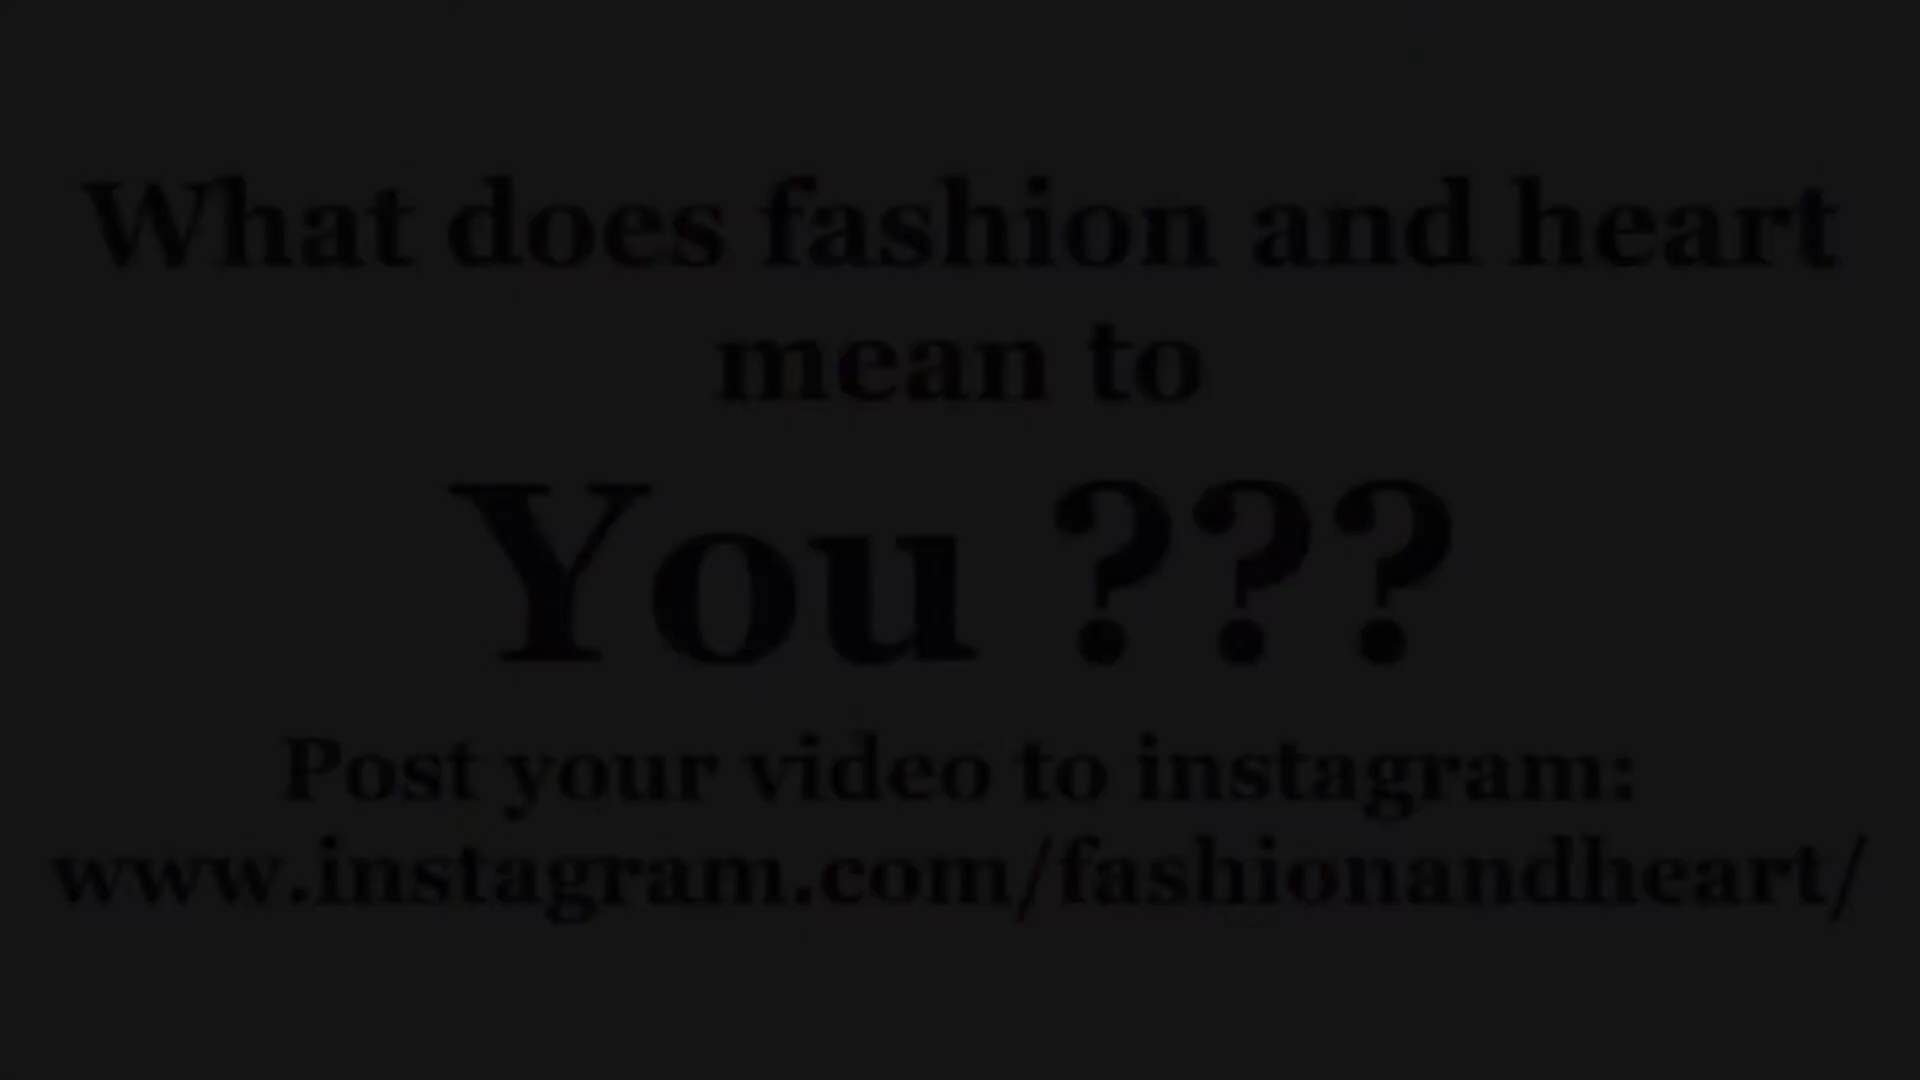 What does fashion and heart
mean to
You ???
Post your video to instagram:
www.instagram.com/fashionandheart/